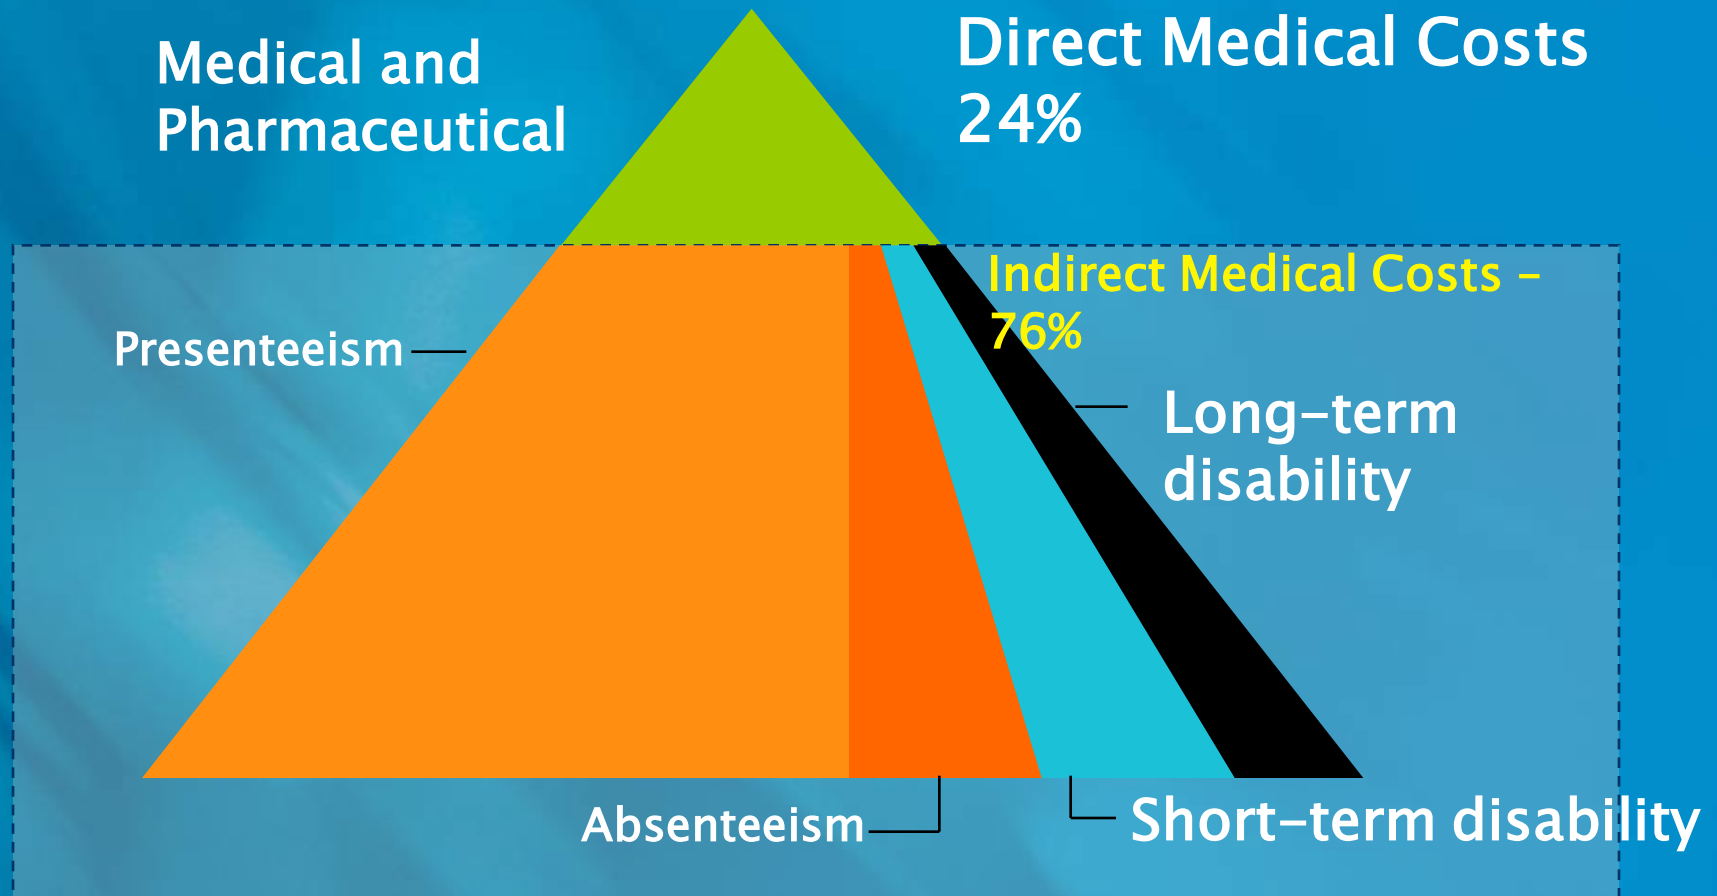 Medical and
Pharmaceutical
Direct Medical Costs
24%
Indirect Medical Costs –
76%
Presenteeism
Long–term
disability
Absenteeism
Short–term disability